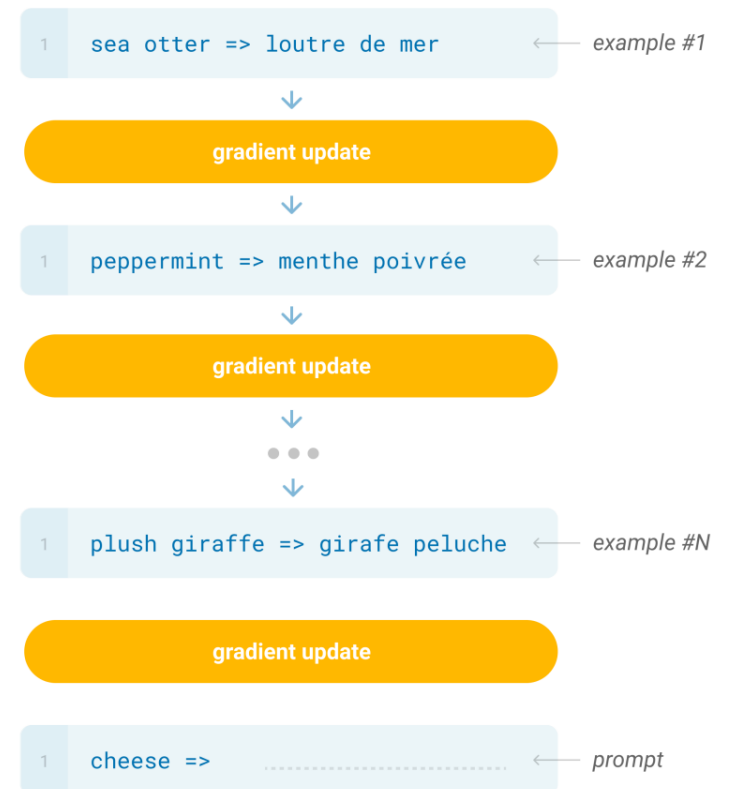 1 sea otter => loutre de mer example #1
gradient update
1 peppermint => menthe poivrée example #2
gradient update
1 plush giraffe => girafe peluche example #N
gradient update
1 cheese => prompt